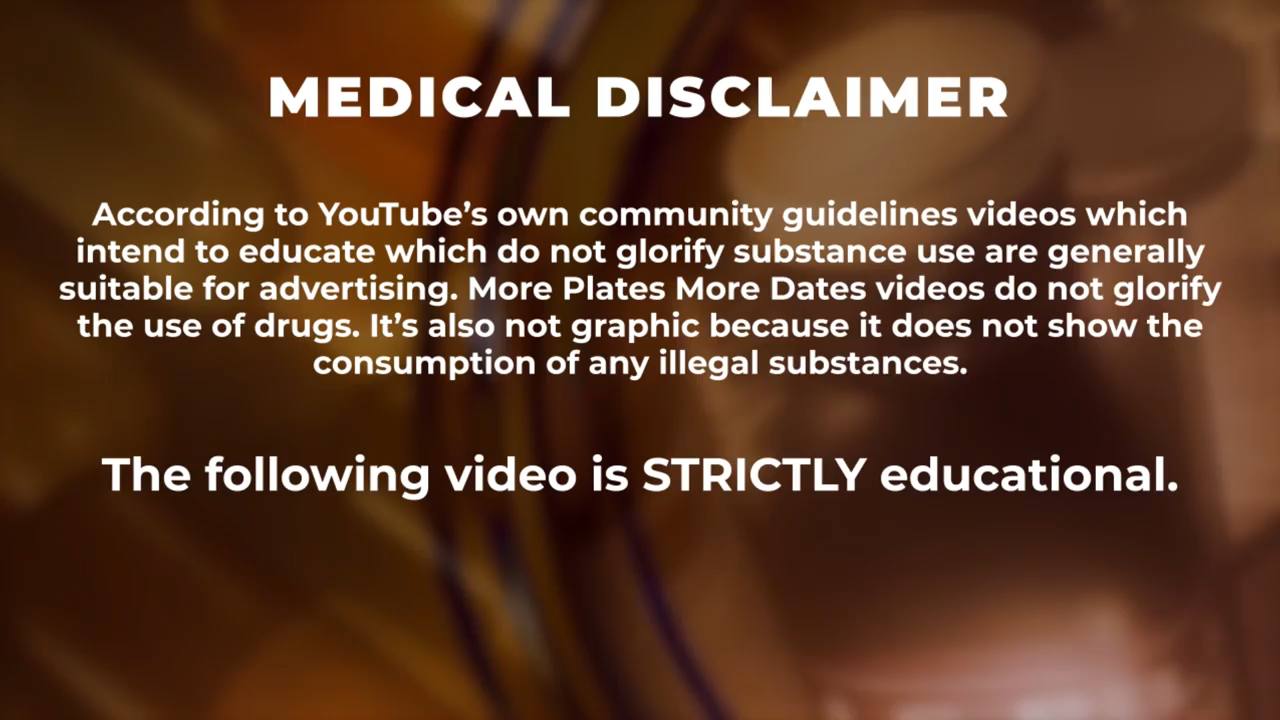 MEDICAL DISCLAIMER
According to YouTube’s own community guidelines videos which
intend to educate which do not glorify substance use are generally
suitable for advertising. More Plates More Dates videos do not glorify
the use of drugs. It’s also not graphic because it does not show the
consumption of any illegal substances.
The following video is STRICTLY educational.